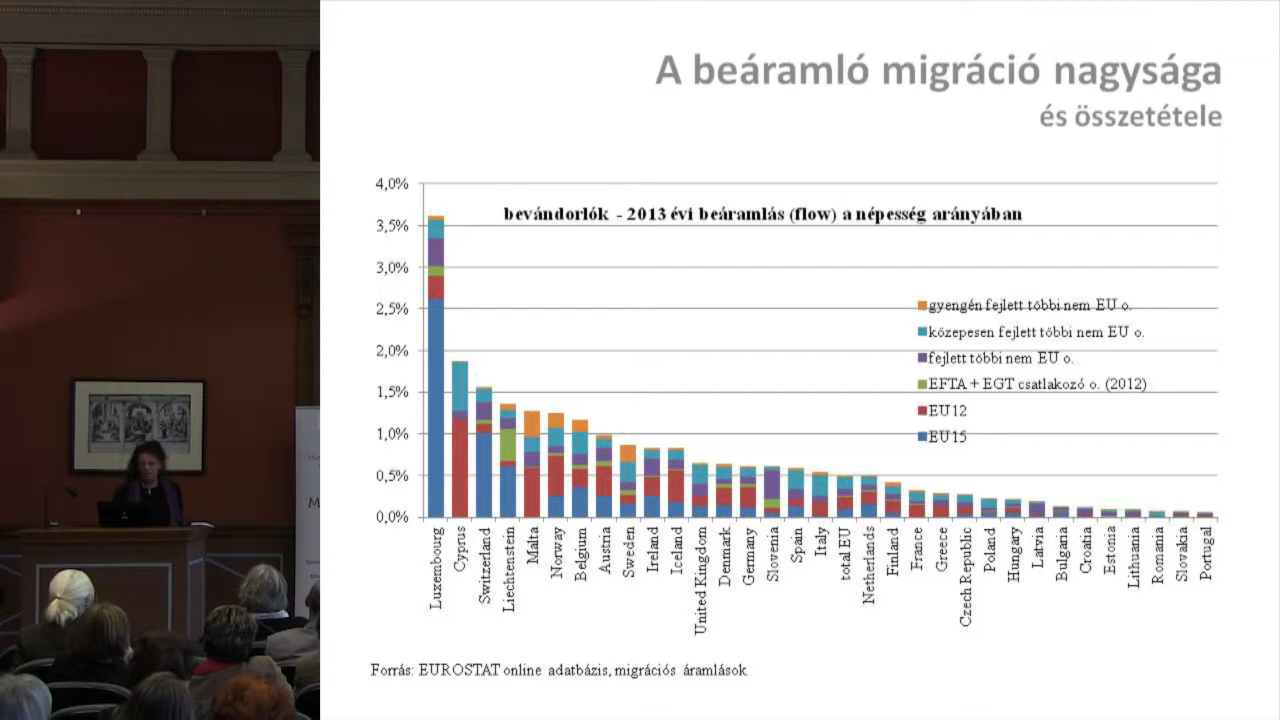 A beáramló migráció nagysága
és összetétele
4,0%
3,5%
3,0%
2,5%
2,0%
1,5%
1,0%
0,5%
0,0%
bevándorlók - 2013 évi beáramlás (flow) a népesség arányában
gyengén fejlett többi nem EU o.
közepesen fejlett többi nem EU o.
fejlett többi nem EU o.
EFTA + EGT csatlakozó o. (2012)
EU12
EU15
Luxembourg
Cyprus
Switzerland
Liechtenstein
Malta
Norway
Belgium
Austria
Sweden
Ireland
Iceland
United Kingdom
Denmark
Germany
Slovenia
Spain
Italy
total EU
Netherlands
Finland
France
Greece
Czech Republic
Poland
Hungary
Latvia
Bulgaria
Croatia
Estonia
Lithuania
Romania
Slovakia
Portugal
Forrás: EUROSTAT online adatbázis, migrációs áramlások